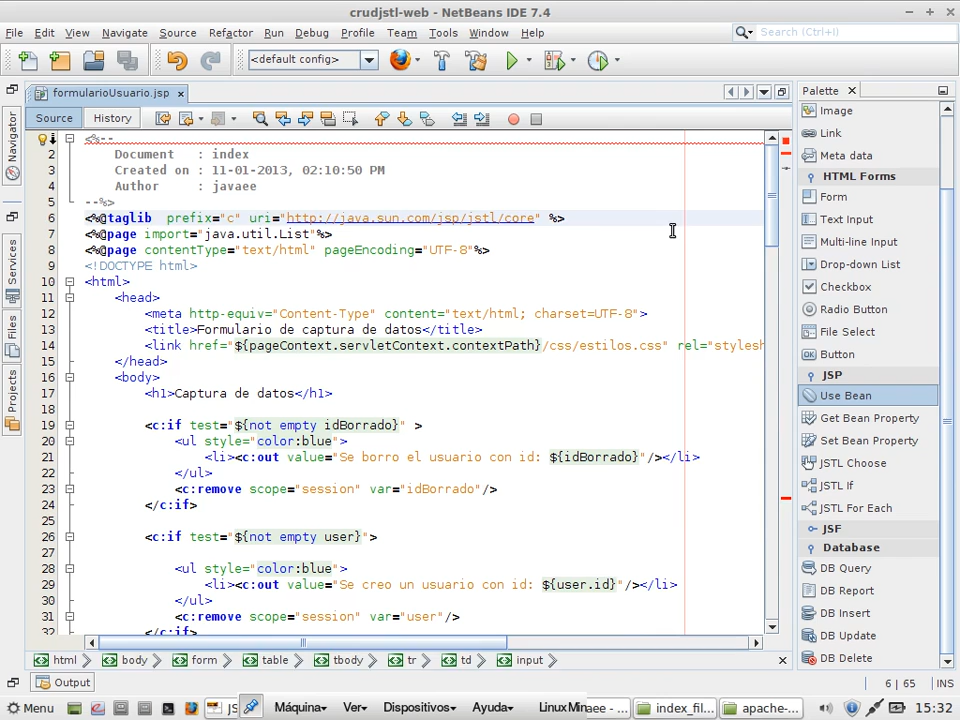 crudjstl-web - NetBeans IDE 7.4
File Edit View Navigate Source Refactor Run Debug Profile Team Tools Window Help
Search (Ctrl+I)
<default config>
formularioUsuario.jsp
Palette
Source History
Navigator
Services
Files
Projects
<%--
2 Document : index
3 Created on : 11-01-2013, 02:10:50 PM
4 Author : javaee
5 --%>
6 <%@taglib prefix="c" uri="http://java.sun.com/jsp/jstl/core" %>
7 <%@page import="java.util.List"%>
8 <%@page contentType="text/html" pageEncoding="UTF-8"%>
9 <!DOCTYPE html>
10 <html>
11 <head>
12 <meta http-equiv="Content-Type" content="text/html; charset=UTF-8">
13 <title>Formulario de captura de datos</title>
14 <link href="${pageContext.servletContext.contextPath}/css/estilos.css" rel="stylesh
15 </head>
16 <body>
17 <h1>Captura de datos</h1>
18
19 <c:if test="${not empty idBorrado}" >
20 <ul style="color:blue">
21 <li><c:out value="Se borro el usuario con id: ${idBorrado}"/></li>
22 </ul>
23 <c:remove scope="session" var="idBorrado"/>
24 </c:if>
25
26 <c:if test="${not empty user}">
27
28 <ul style="color:blue">
29 <li><c:out value="Se creo un usuario con id: ${user.id}"/></li>
30 </ul>
31 <c:remove scope="session" var="user"/>
32 </c:if>
Image
Link
Meta data
HTML Forms
Form
Text Input
Multi-line Input
Drop-down List
Checkbox
Radio Button
File Select
Button
JSP
Use Bean
Get Bean Property
Set Bean Property
JSTL Choose
JSTL If
JSTL For Each
JSF
Database
DB Query
DB Report
DB Insert
DB Update
DB Delete
html body form table tbody tr td input
Output
6 | 65 INS
Menu
JS
Máquina Ver Dispositivos Ayuda LinuxMin
aee - ...
index_fil...
apache-...
15:32